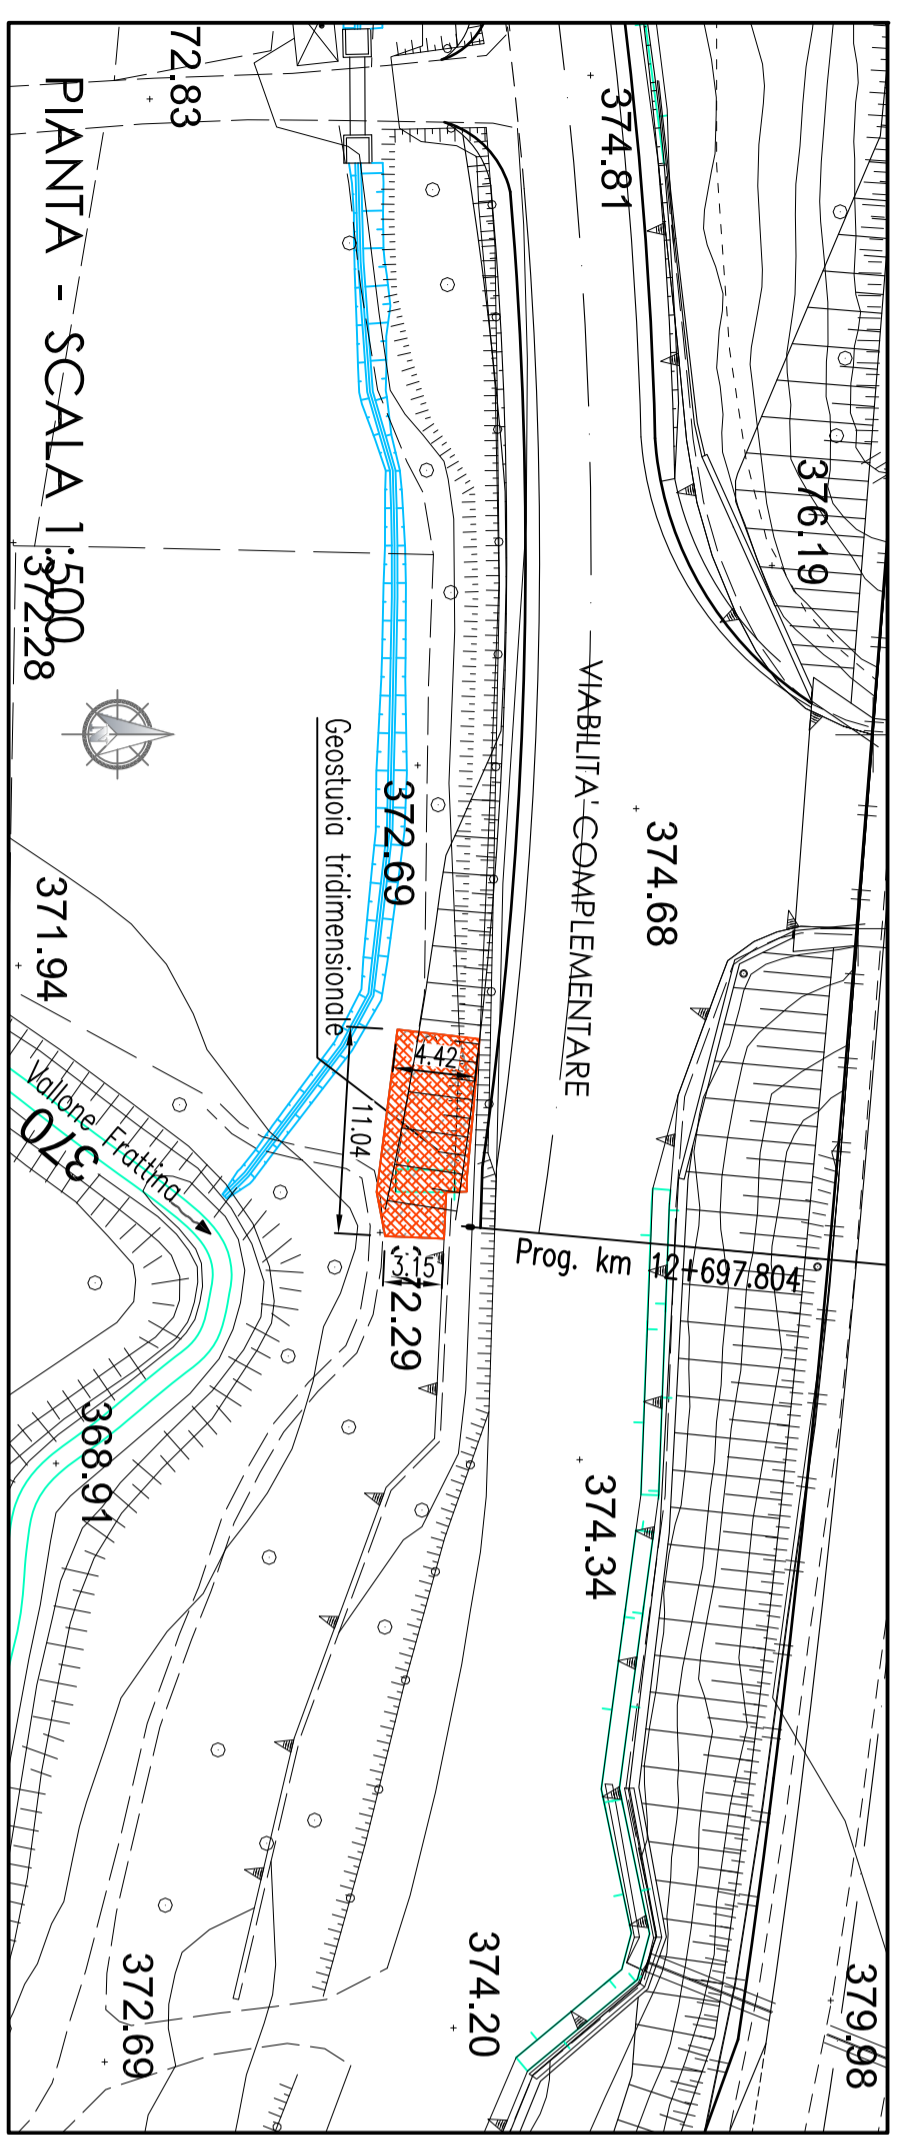 PIANTA - SCALA 1:500
VIABILITA' COMPLEMENTARE
Geostuoia tridimensionale
Vallone Frattina
Prog. km 12+697.804
4.42
11.04
3.15
370
374.81
376.19
372.28
372.69
374.68
371.94
72.29
368.91
374.34
374.20
372.69
379.98
72.83
N